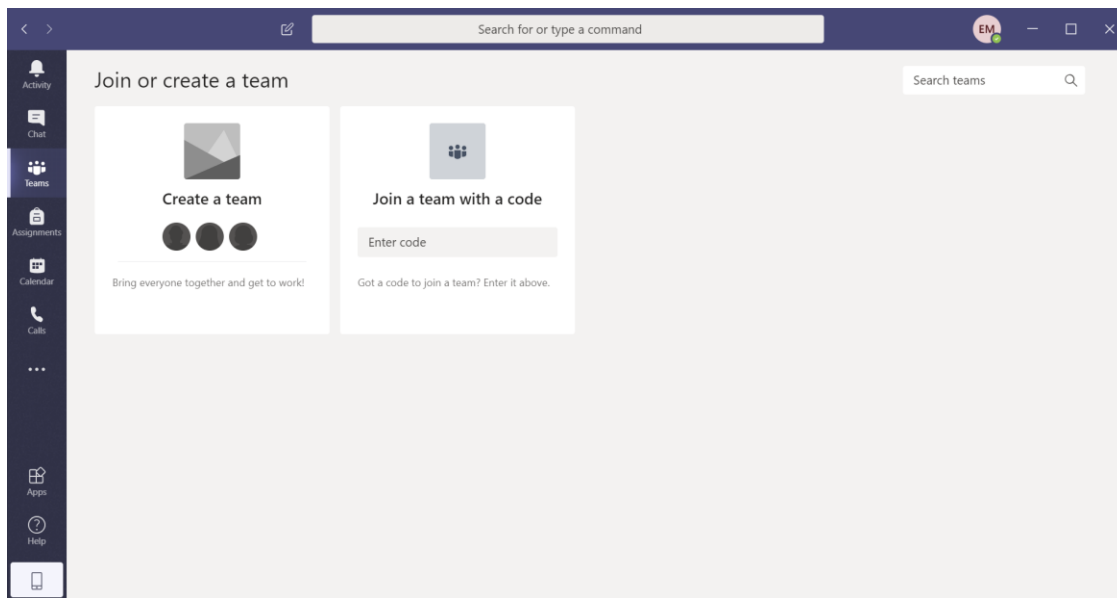 Search for or type a command
EM
Activity
Chat
Teams
Assignments
Calendar
Calls
Apps
Help
Join or create a team
Search teams
Create a team
Bring everyone together and get to work!
Join a team with a code
Enter code
Got a code to join a team? Enter it above.